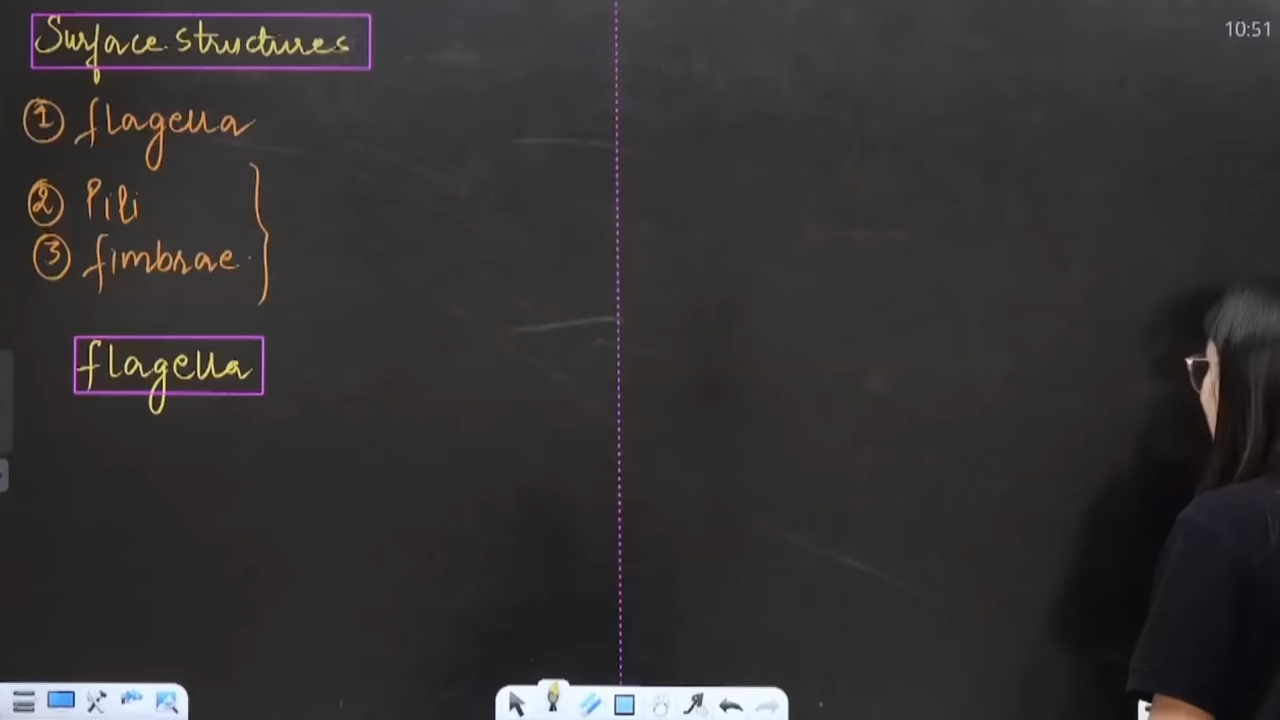 Surface structures
10:51
① flagella
② Pili
③ fimbrae
flagella